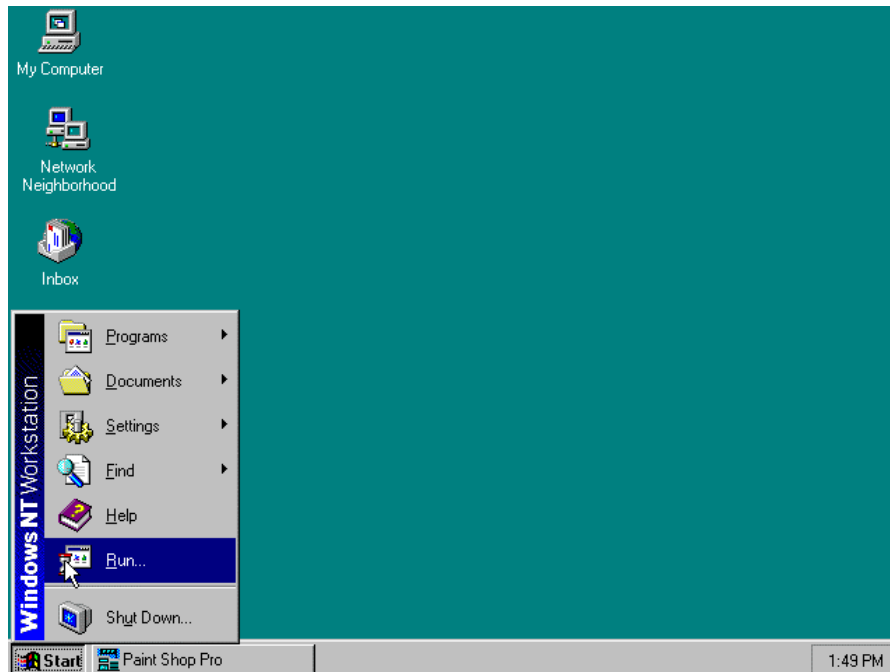 My Computer
Network
Neighborhood
Inbox
Windows NT Workstation
Programs
Documents
Settings
Find
Help
Run...
Shut Down...
Start
Paint Shop Pro
1:49 PM